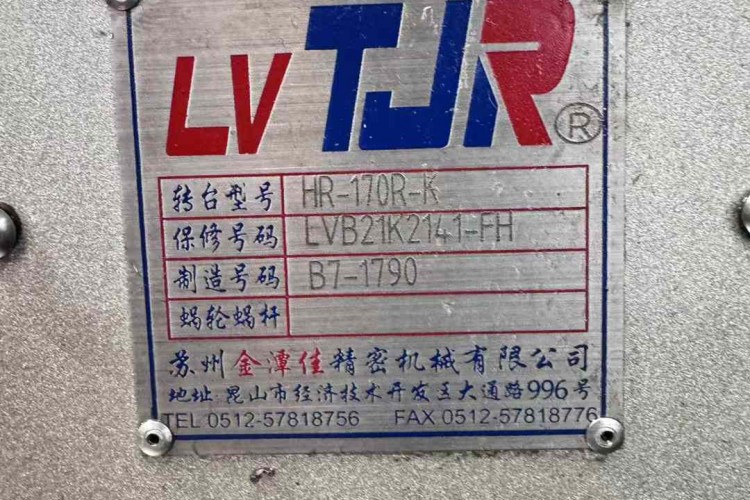 LV TJR ®
转台型号 HR-170R-K
保修号码 LVB21K2141-FH
制造号码 B7-1790
蜗轮蜗杆
苏州金潭佳精密机械有限公司
地址:昆山市经济技术开发区大通路996号
TEL 0512-57818756 FAX 0512-57818776